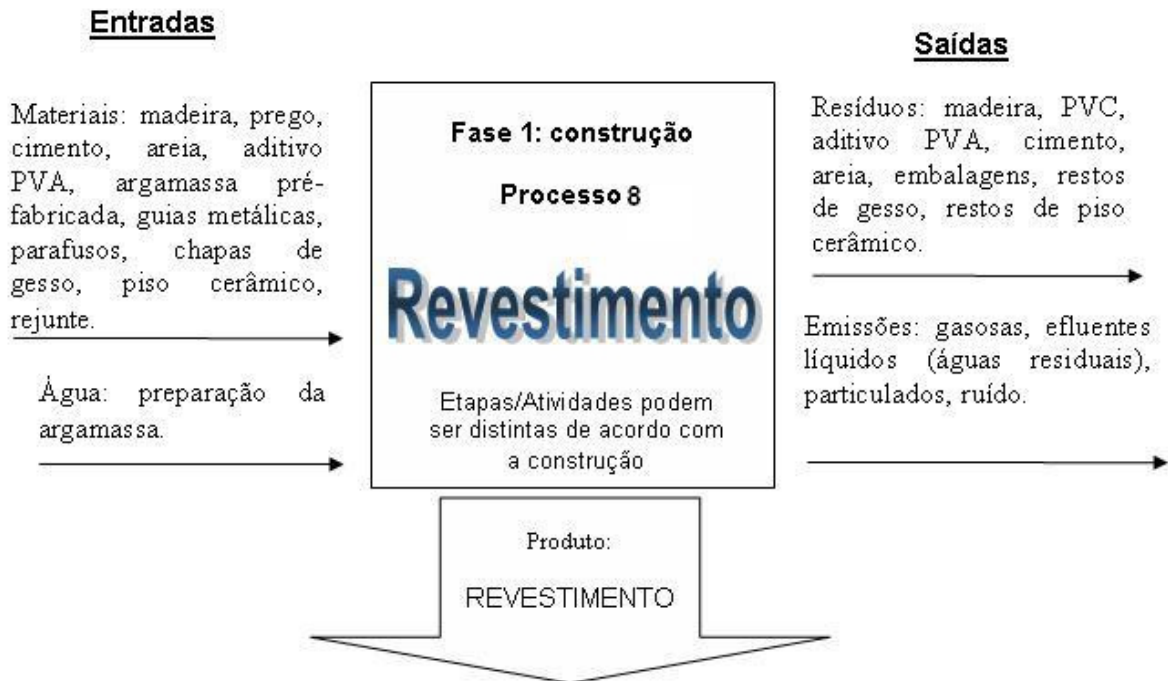 Entradas
Materiais: madeira, prego,
cimento, areia, aditivo
PVA, argamassa pré-
fabricada, guias metálicas,
parafusos, chapas de
gesso, piso cerâmico,
rejunte.
Água: preparação da
argamassa.
Fase 1: construção
Processo 8
Revestimento
Etapas/Atividades podem
ser distintas de acordo com
a construção
Produto:
REVESTIMENTO
Saídas
Resíduos: madeira, PVC,
aditivo PVA, cimento,
areia, embalagens, restos
de gesso, restos de piso
cerâmico.
Emissões: gasosas, efluentes
líquidos (águas residuais),
particulados, ruído.